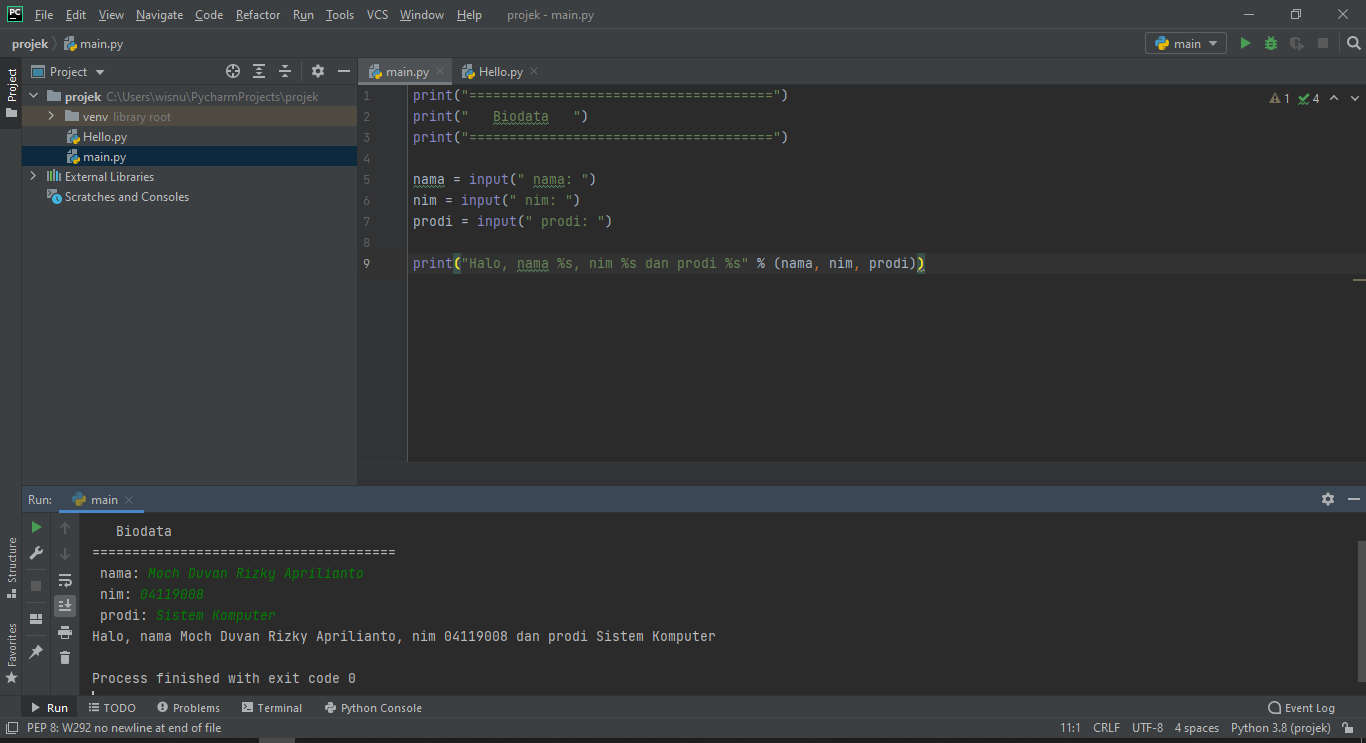 PC File Edit View Navigate Code Refactor Run Tools VCS Window Help projek - main.py
projek main.py main
Project Project main.py Hello.py
projek C:\Users\wisnu\PycharmProjects\projek
venv library root
Hello.py
main.py
External Libraries
Scratches and Consoles
1 print("======================================") 1 4
2 print("   Biodata   ")
3 print("======================================")
4
5 nama = input(" nama: ")
6 nim = input(" nim: ")
7 prodi = input(" prodi: ")
8
9 print("Halo, nama %s, nim %s dan prodi %s" % (nama, nim, prodi))
Run: main
Structure
Favorites
   Biodata
======================================
 nama: Moch Duvan Rizky Aprilianto
 nim: 04119008
 prodi: Sistem Komputer
Halo, nama Moch Duvan Rizky Aprilianto, nim 04119008 dan prodi Sistem Komputer
Process finished with exit code 0
Run TODO Problems Terminal Python Console Event Log
PEP 8: W292 no newline at end of file 11:1 CRLF UTF-8 4 spaces Python 3.8 (projek)